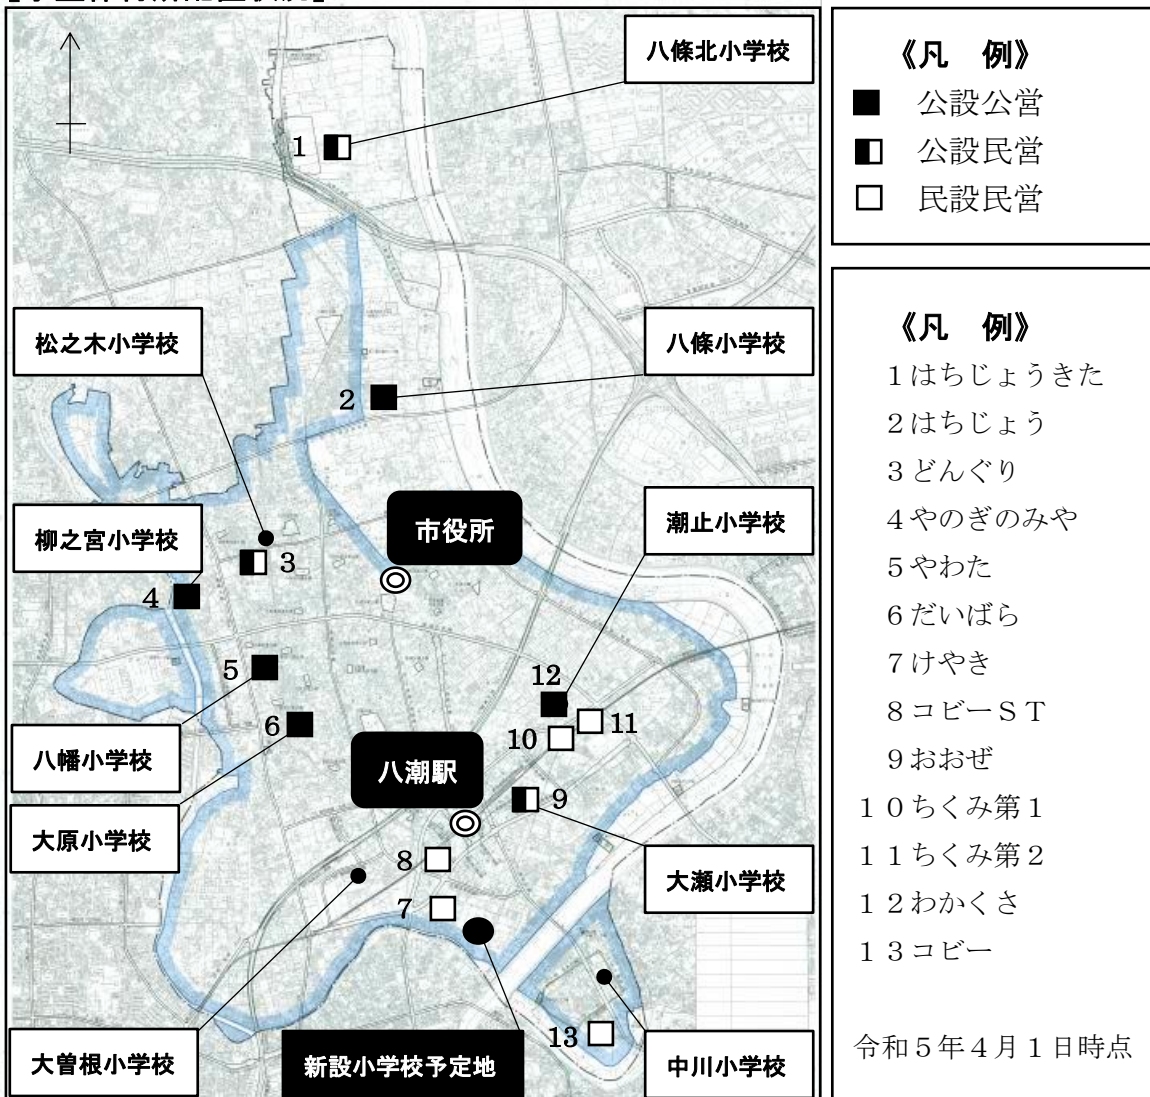 八條北小学校
1
松之木小学校
八條小学校
2
柳之宮小学校
市役所
潮止小学校
3
4
5
12
6
11
10
八幡小学校
八潮駅
9
大原小学校
8
大瀬小学校
7
13
大曽根小学校
新設小学校予定地
中川小学校
《凡 例》
公設公営
公設民営
民設民営
《凡 例》
1はちじょうきた
2はちじょう
3どんぐり
4やのぎのみや
5やわた
6だいばら
7けやき
8コビーST
9おおぜ
10ちくみ第1
11ちくみ第2
12わかくさ
13コビー
令和5年4月1日時点